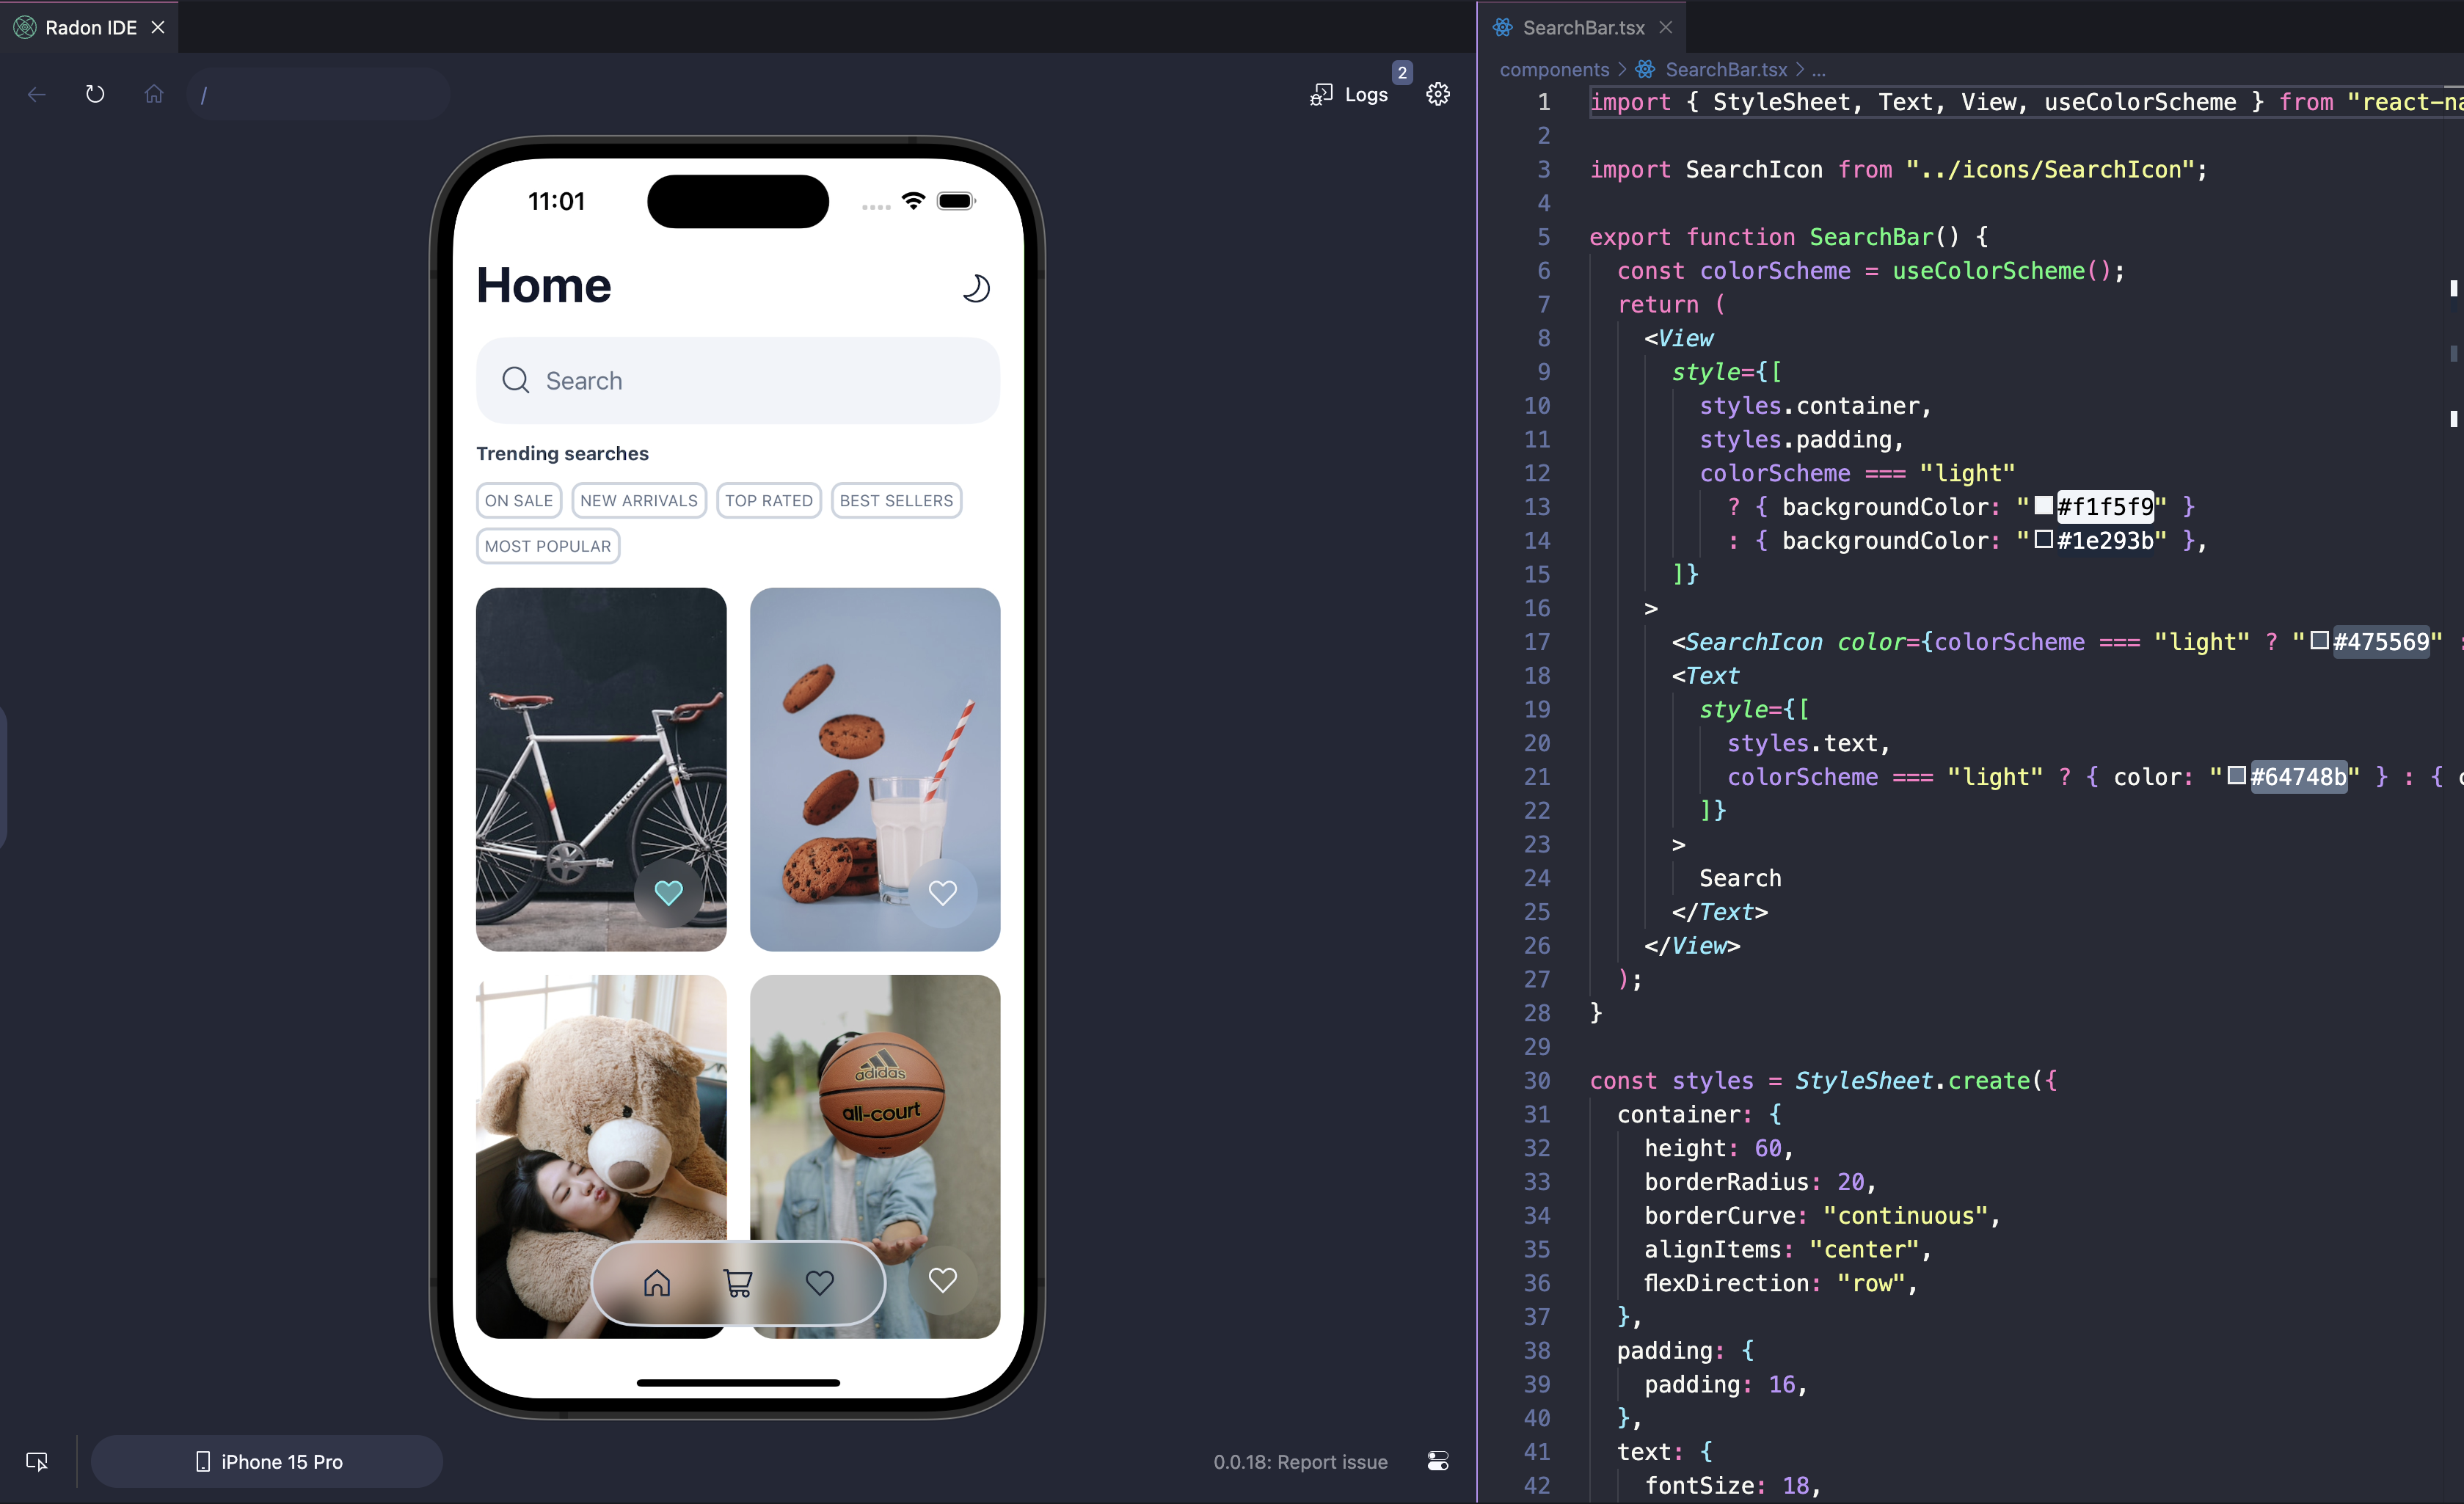 Radon IDE
/
Logs
2
11:01
Home
Search
Trending searches
ON SALE
NEW ARRIVALS
TOP RATED
BEST SELLERS
MOST POPULAR
adidas
all-court
iPhone 15 Pro
0.0.18: Report issue
SearchBar.tsx
components > SearchBar.tsx > ...
1 import { StyleSheet, Text, View, useColorScheme } from "react-na
2
3 import SearchIcon from "../icons/SearchIcon";
4
5 export function SearchBar() {
6 const colorScheme = useColorScheme();
7 return (
8 <View
9 style={[
10 styles.container,
11 styles.padding,
12 colorScheme === "light"
13 ? { backgroundColor: "#f1f5f9" }
14 : { backgroundColor: "#1e293b" },
15 ]}
16 >
17 <SearchIcon color={colorScheme === "light" ? "#475569" :
18 <Text
19 style={[
20 styles.text,
21 colorScheme === "light" ? { color: "#64748b" } : { c
22 ]}
23 >
24 Search
25 </Text>
26 </View>
27 );
28 }
29
30 const styles = StyleSheet.create({
31 container: {
32 height: 60,
33 borderRadius: 20,
34 borderCurve: "continuous",
35 alignItems: "center",
36 flexDirection: "row",
37 },
38 padding: {
39 padding: 16,
40 },
41 text: {
42 fontSize: 18,